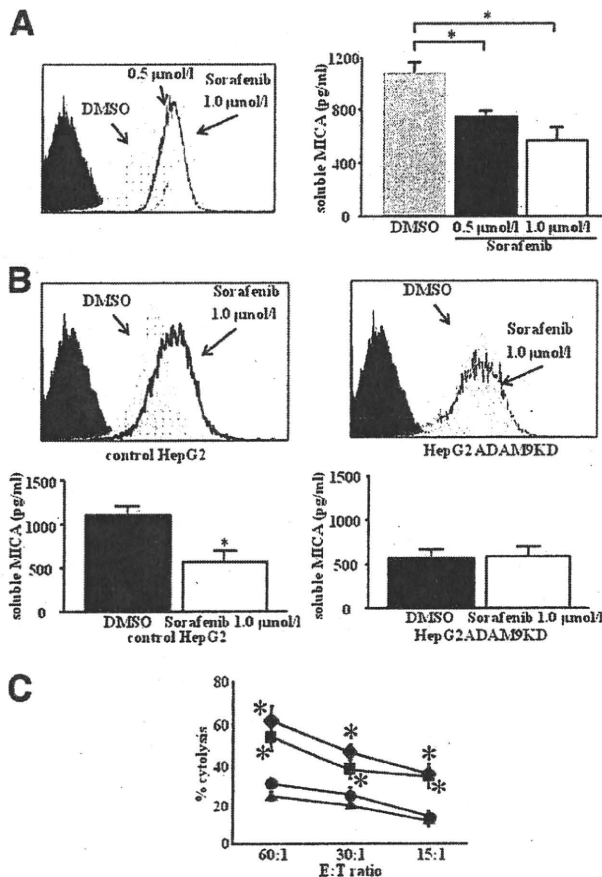 A
0.5 μmol/l
Sorafenib
1.0 μmol/l
DMSO
soluble MICA (pg/ml)
1200
800
400
0
*
*
DMSO
0.5 μmol/l
1.0 μmol/l
Sorafenib
B
DMSO
Sorafenib
1.0 μmol/l
control HepG2
DMSO
Sorafenib
1.0 μmol/l
HepG2ADAM9KD
soluble MICA (pg/ml)
1500
1000
500
0
*
DMSO
Sorafenib 1.0 μmol/l
control HepG2
soluble MICA (pg/ml)
1500
1000
500
0
DMSO
Sorafenib 1.0 μmol/l
HepG2ADAM9KD
C
% cytolysis
80
60
40
20
0
*
*
*
*
*
*
60:1
30:1
15:1
E:T ratio